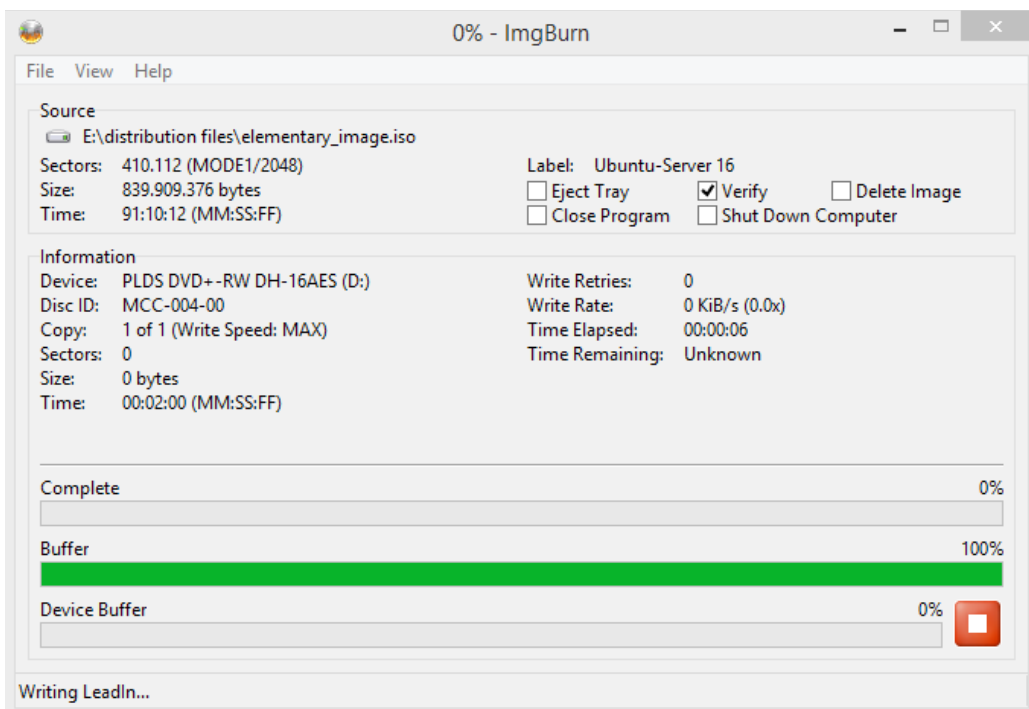 0% - ImgBurn
File View Help
Source
E:\distribution files\elementary_image.iso
Sectors: 410.112 (MODE1/2048) Label: Ubuntu-Server 16
Size: 839.909.376 bytes Eject Tray Verify Delete Image
Time: 91:10:12 (MM:SS:FF) Close Program Shut Down Computer
Information
Device: PLDS DVD+-RW DH-16AES (D:) Write Retries: 0
Disc ID: MCC-004-00 Write Rate: 0 KiB/s (0.0x)
Copy: 1 of 1 (Write Speed: MAX) Time Elapsed: 00:00:06
Sectors: 0 Time Remaining: Unknown
Size: 0 bytes
Time: 00:02:00 (MM:SS:FF)
Complete 0%
Buffer 100%
Device Buffer 0%
Writing LeadIn...